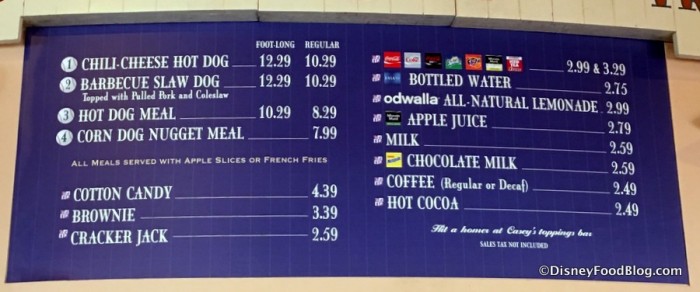 FOOT-LONG REGULAR
1 CHILI-CHEESE HOT DOG 12.29 10.29
2 BARBECUE SLAW DOG 12.29 10.29
Topped with Pulled Pork and Coleslaw
3 HOT DOG MEAL 10.29 8.29
4 CORN DOG NUGGET MEAL 7.99
ALL MEALS SERVED WITH APPLE SLICES OR FRENCH FRIES
COTTON CANDY 4.39
BROWNIE 3.39
CRACKER JACK 2.59
2.99 & 3.29
BOTTLED WATER 2.75
odwalla ALL-NATURAL LEMONADE 2.99
APPLE JUICE 2.79
MILK 2.59
CHOCOLATE MILK 2.59
COFFEE (Regular or Decaf) 2.49
HOT COCOA 2.49
Hit a homer at Casey's toppings bar
SALES TAX NOT INCLUDED
©DisneyFoodBlog.com